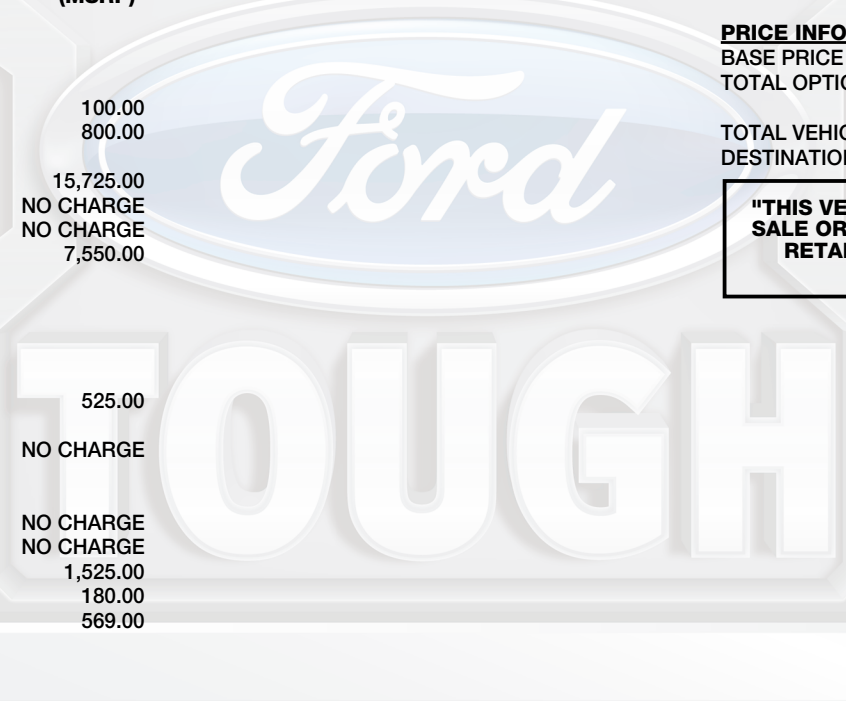 (MSRP)
100.00
800.00
15,725.00
NO CHARGE
NO CHARGE
7,550.00
525.00
NO CHARGE
NO CHARGE
NO CHARGE
1,525.00
180.00
569.00
PRICE INFO
BASE PRICE
TOTAL OPTIO
TOTAL VEHIC
DESTINATION
"THIS VE
SALE OR
RETAI
Ford
TOUGH